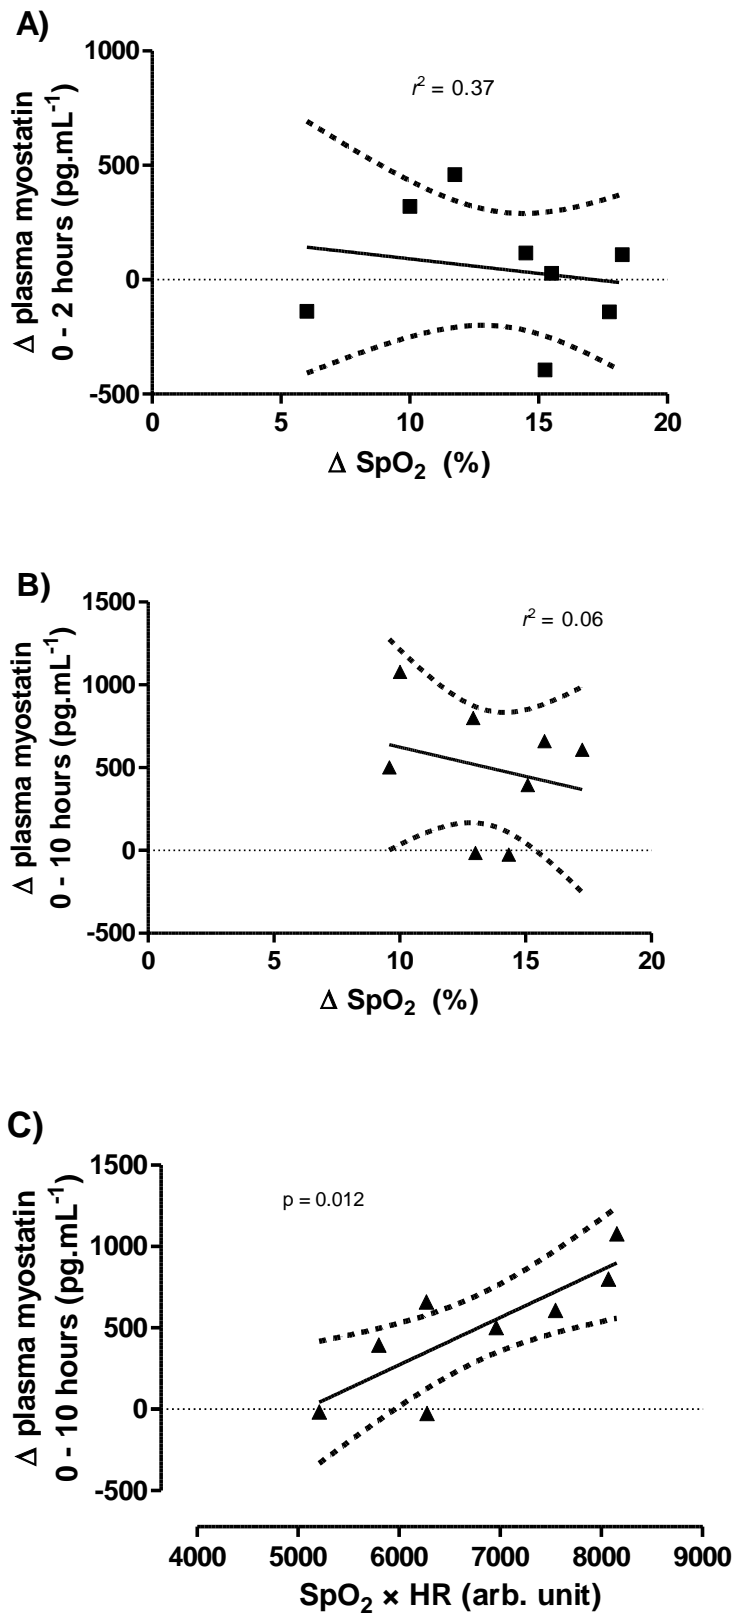 A)
1000
500
0
-500
Δ plasma myostatin
0 - 2 hours (pg.mL⁻¹)
r² = 0.37
0 5 10 15 20
Δ SpO₂ (%)
B)
1500
1000
500
0
-500
Δ plasma myostatin
0 - 10 hours (pg.mL⁻¹)
r² = 0.06
0 5 10 15 20
Δ SpO₂ (%)
C)
1500
1000
500
0
-500
Δ plasma myostatin
0 - 10 hours (pg.mL⁻¹)
p = 0.012
4000 5000 6000 7000 8000 9000
SpO₂ × HR (arb. unit)